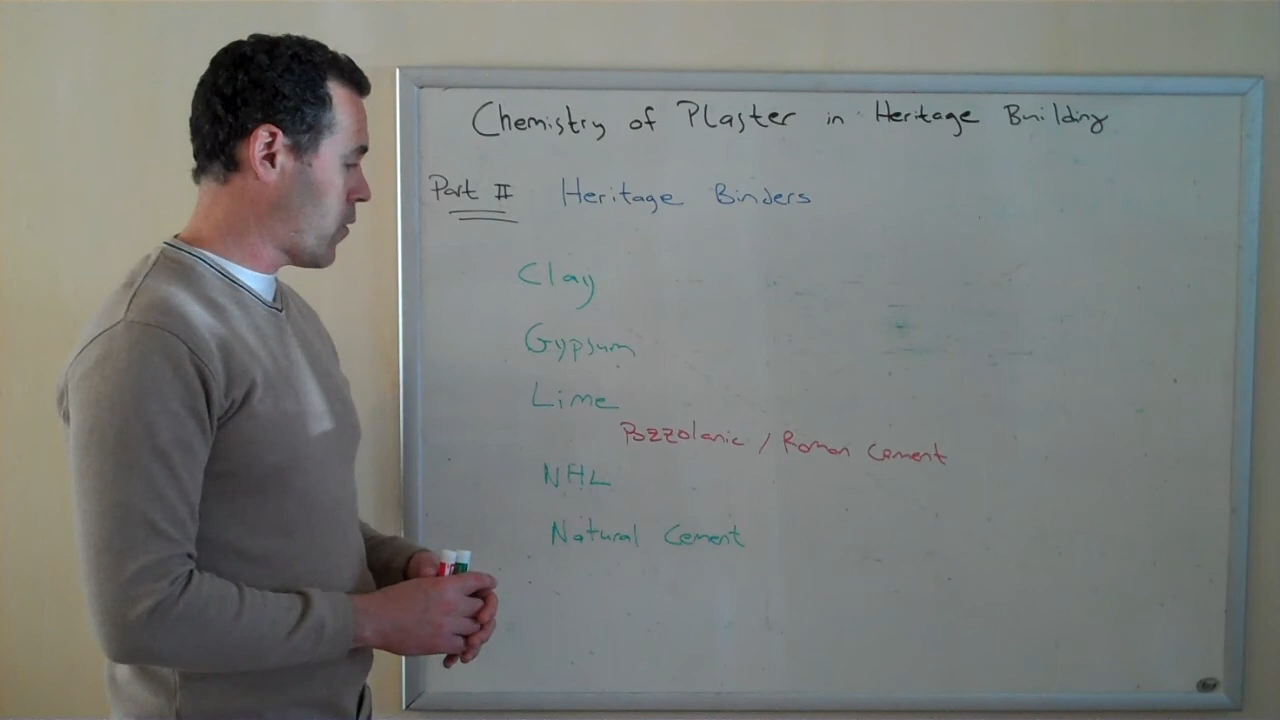 Chemistry of Plaster in Heritage Building
Part II Heritage Binders
Clay
Gypsum
Lime
Pozzolanic / Roman Cement
NHL
Natural Cement